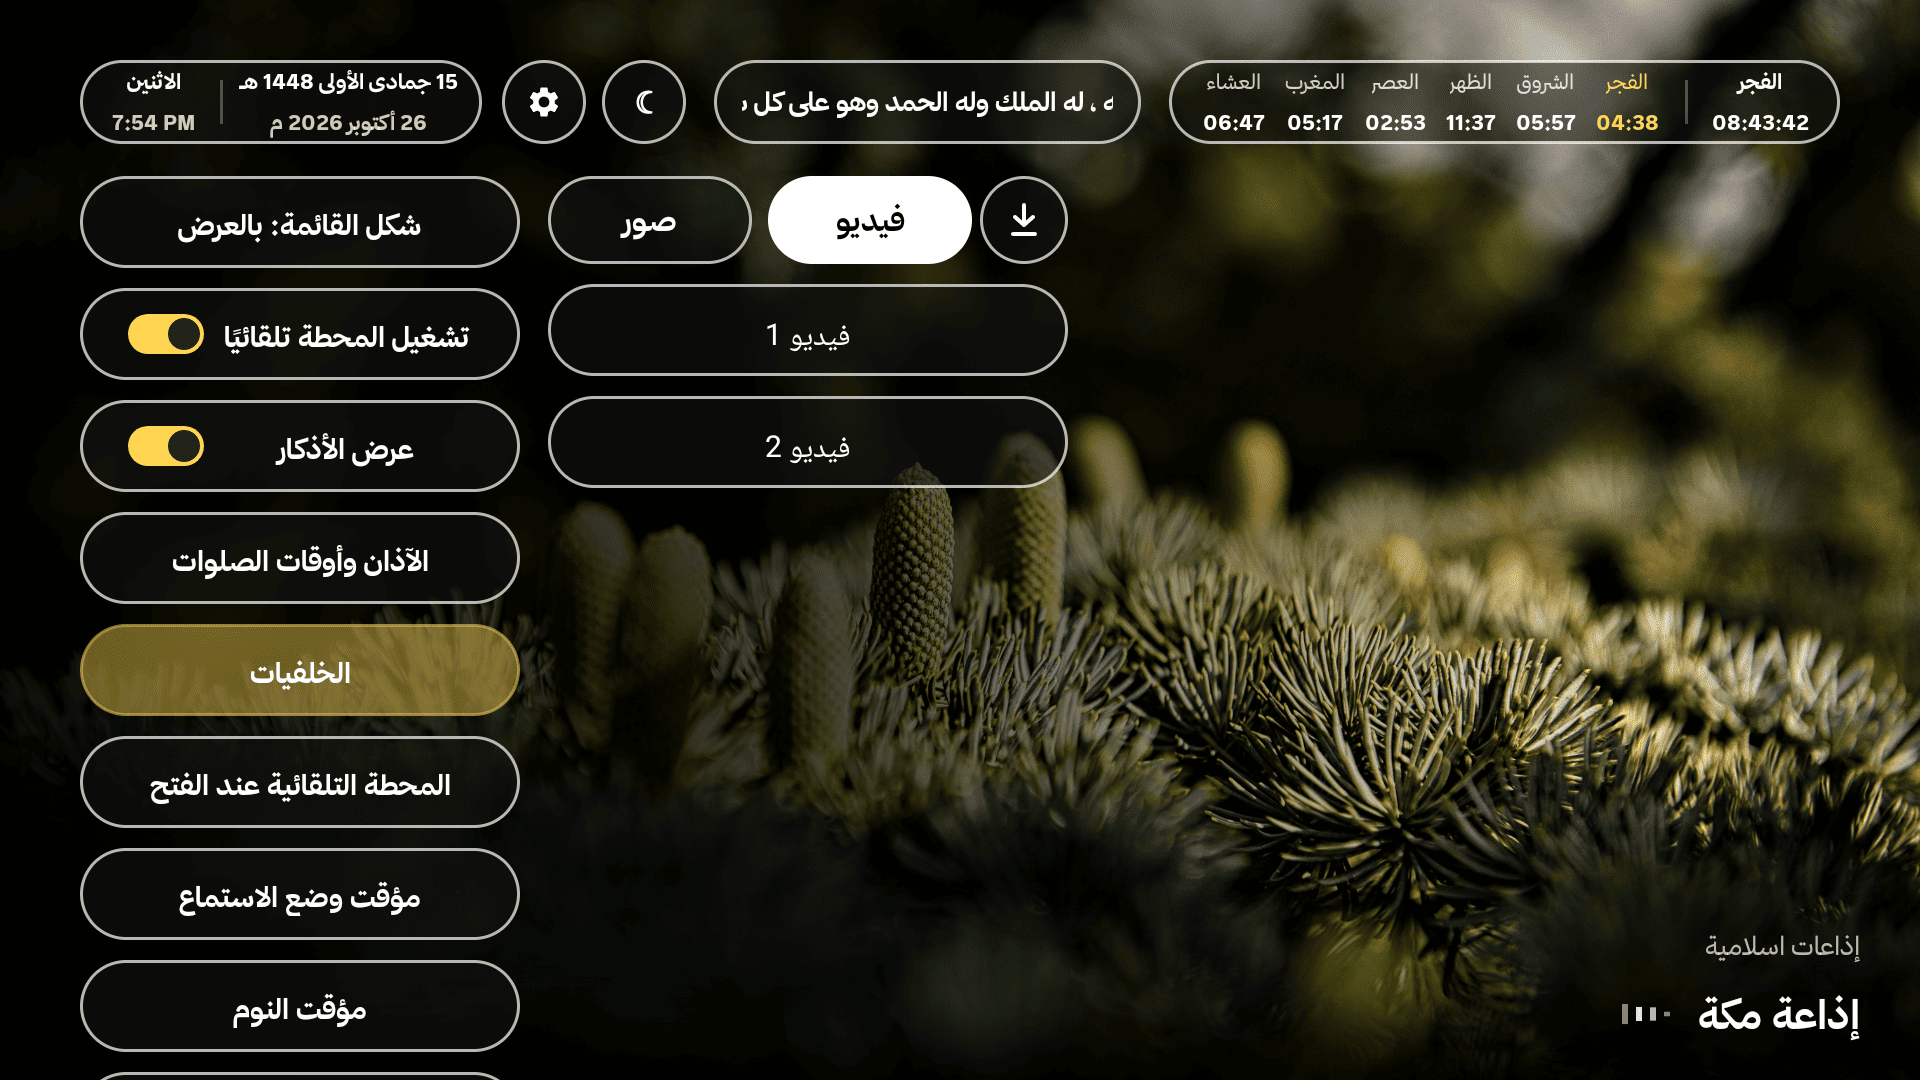 الفجر
08:43:42
الفجر الشروق الظهر العصر المغرب العشاء
04:38 05:57 11:37 02:53 05:17 06:47
، له الملك وله الحمد وهو على كل
15 جمادى الأولى 1448 هـ
26 أكتوبر 2026 م
الاثنين
7:54 PM
فيديو
صور
فيديو 1
فيديو 2
شكل القائمة: بالعرض
تشغيل المحطة تلقائيًا
عرض الأذكار
الآذان وأوقات الصلوات
الخلفيات
المحطة التلقائية عند الفتح
مؤقت وضع الاستماع
مؤقت النوم
إذاعات اسلامية
إذاعة مكة